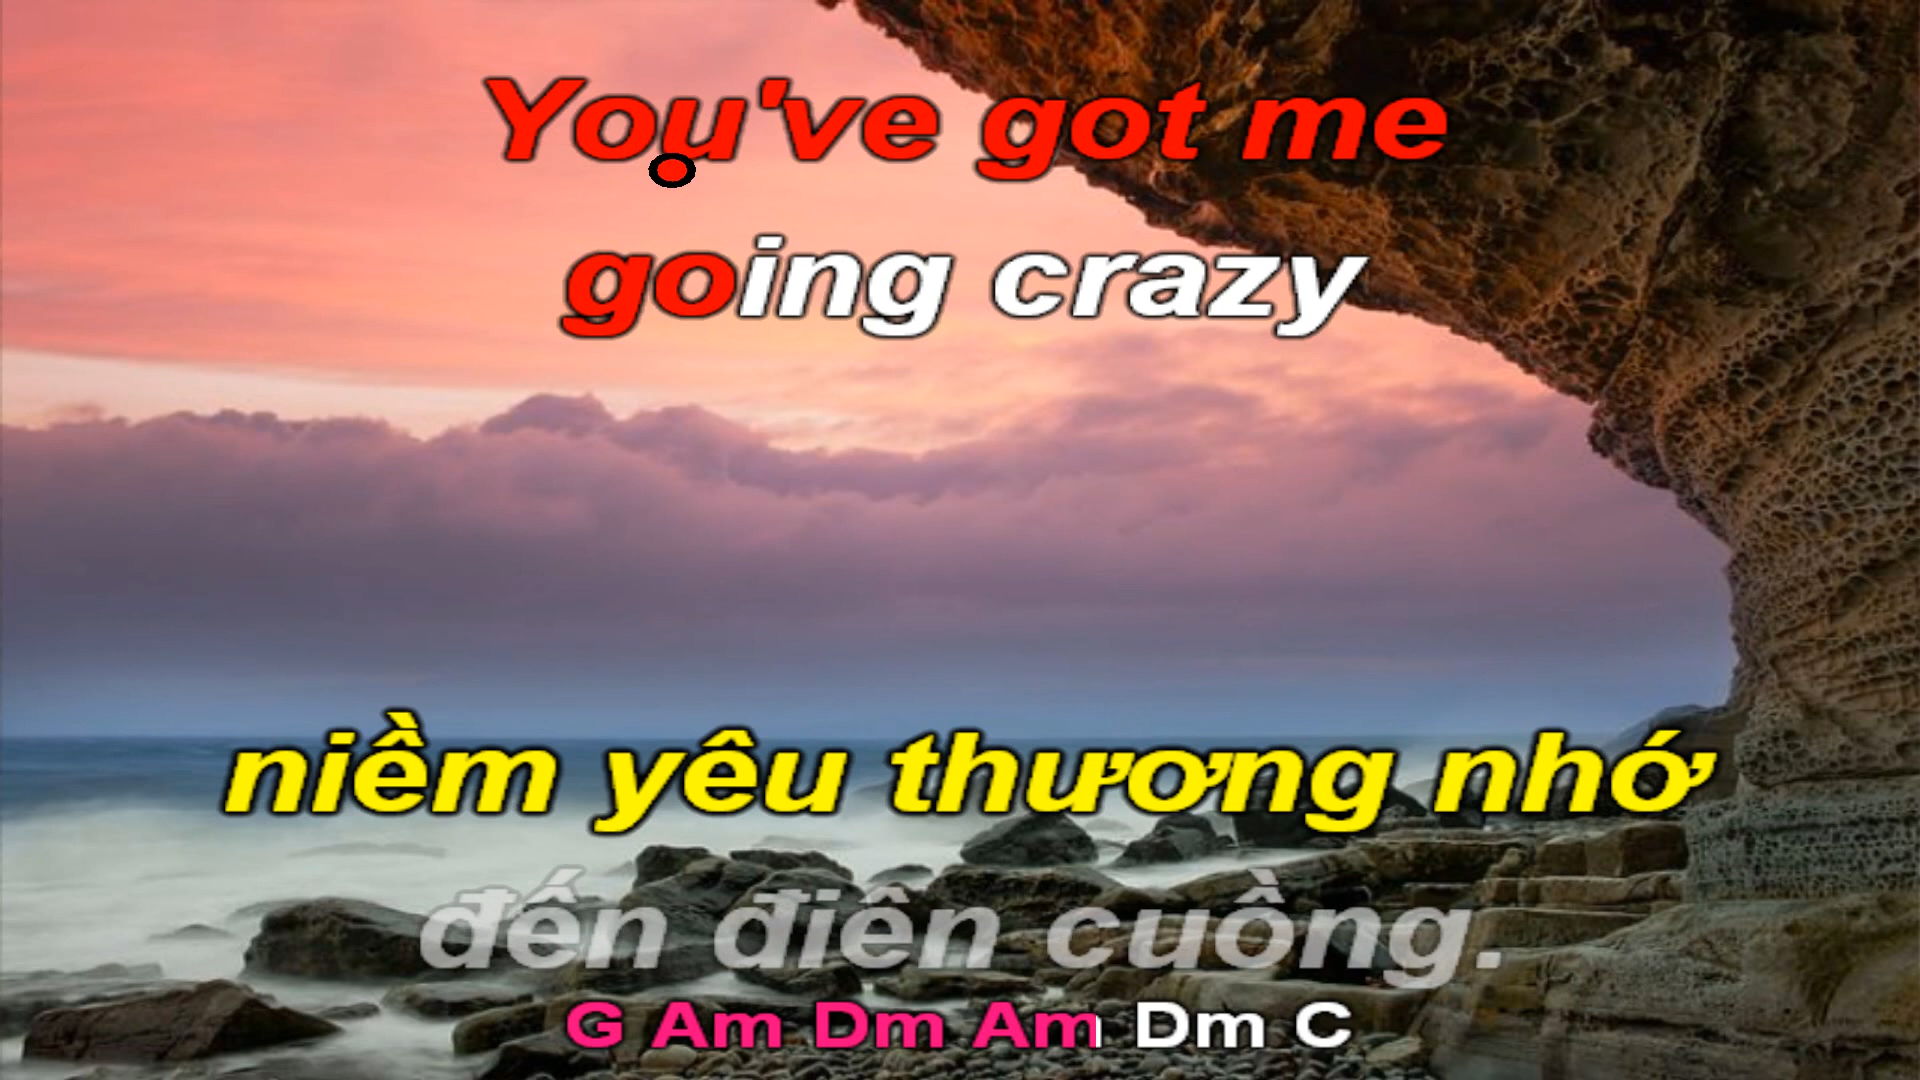 You've got me
going crazy
niềm yêu thương nhớ
đến điên cuồng.
G Am Dm Am Dm C